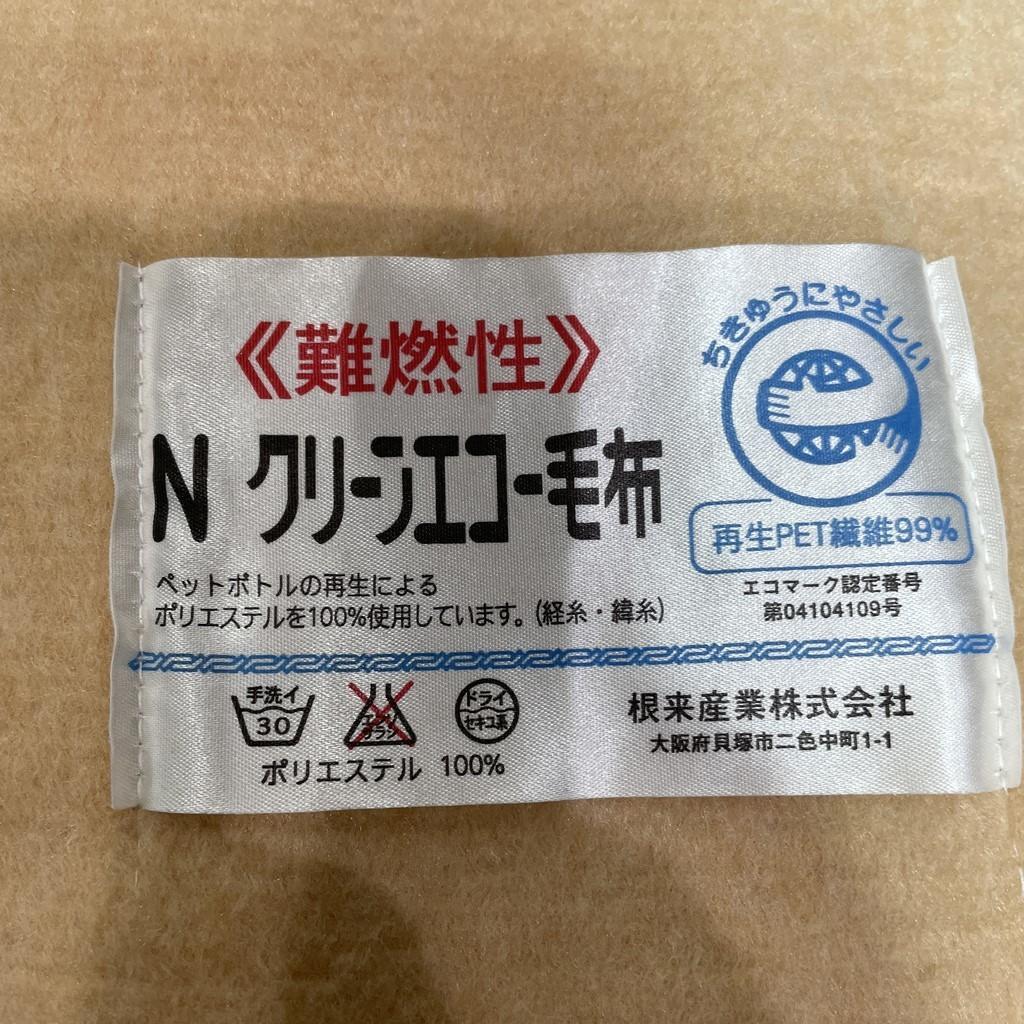 《難燃性》
N クリーンエコー毛布
ペットボトルの再生による
ポリエステルを100%使用しています。(経糸・緯糸)
ちきゅうにやさしい
再生PET繊維99%
エコマーク認定番号
第04104109号
手洗イ
30
エンソ
サラシ
ドライ
セキユ系
ポリエステル 100%
根来産業株式会社
大阪府貝塚市二色中町1-1